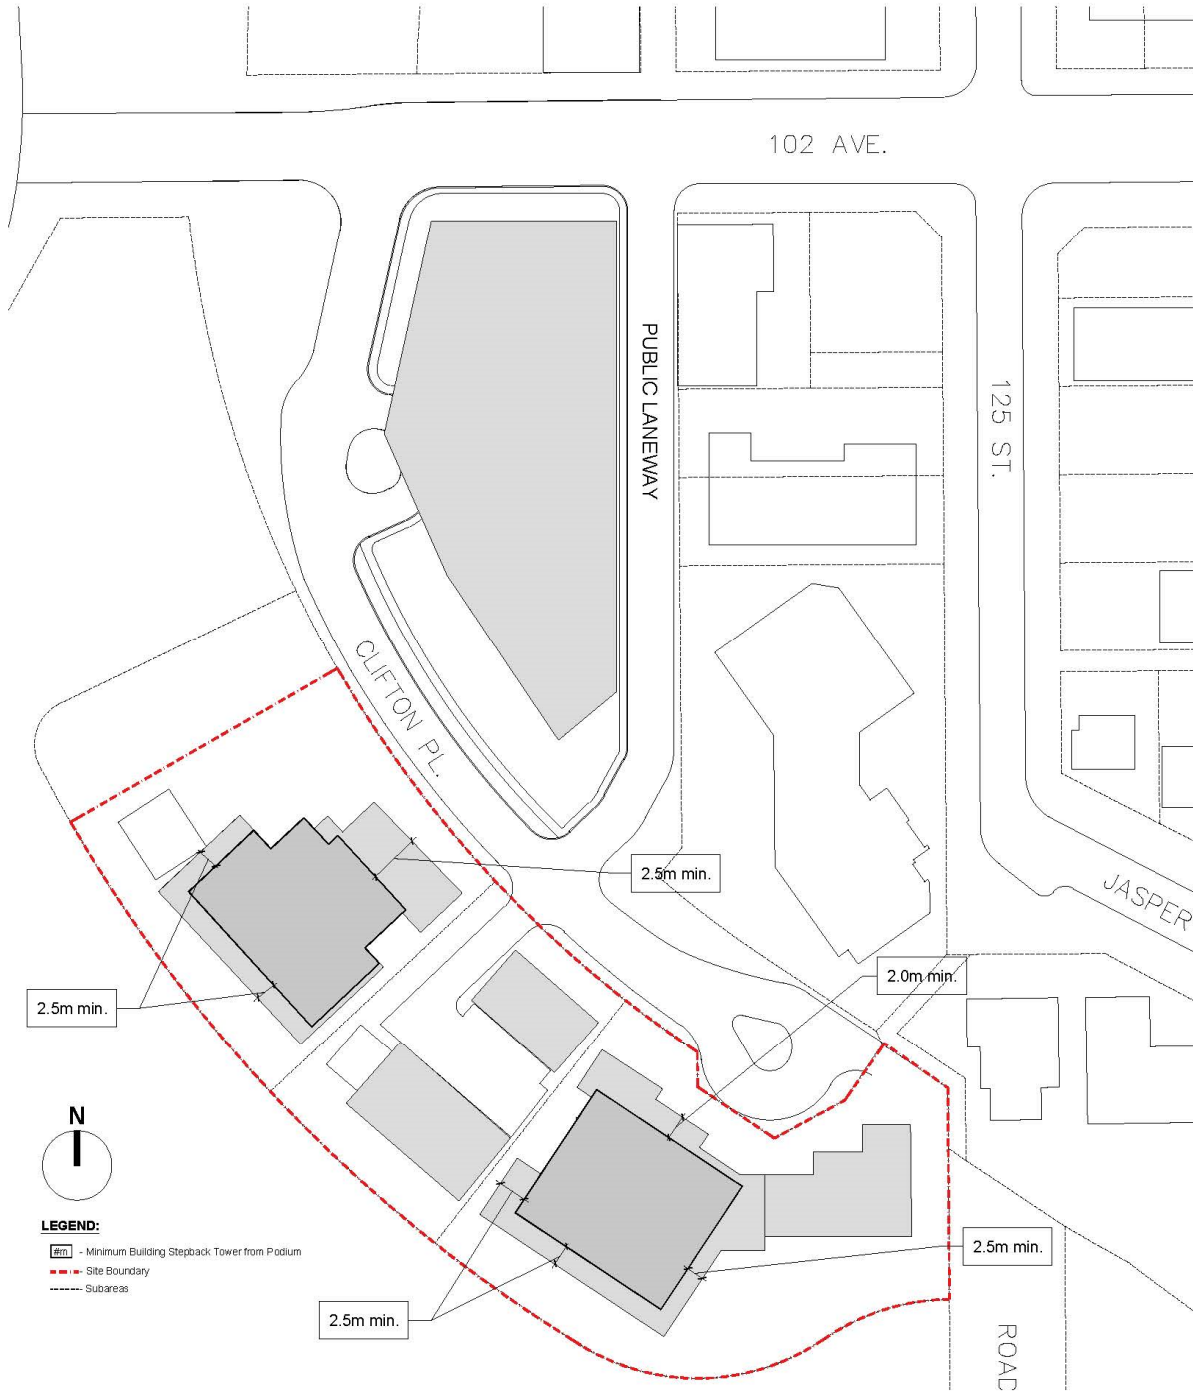 102 AVE.
PUBLIC LANEWAY
125 ST.
CLIFTON PL.
2.5m min.
JASPER
2.0m min.
2.5m min.
N
LEGEND:
#m - Minimum Building Stepback Tower from Podium
Site Boundary
Subareas
2.5m min.
2.5m min.
ROAD